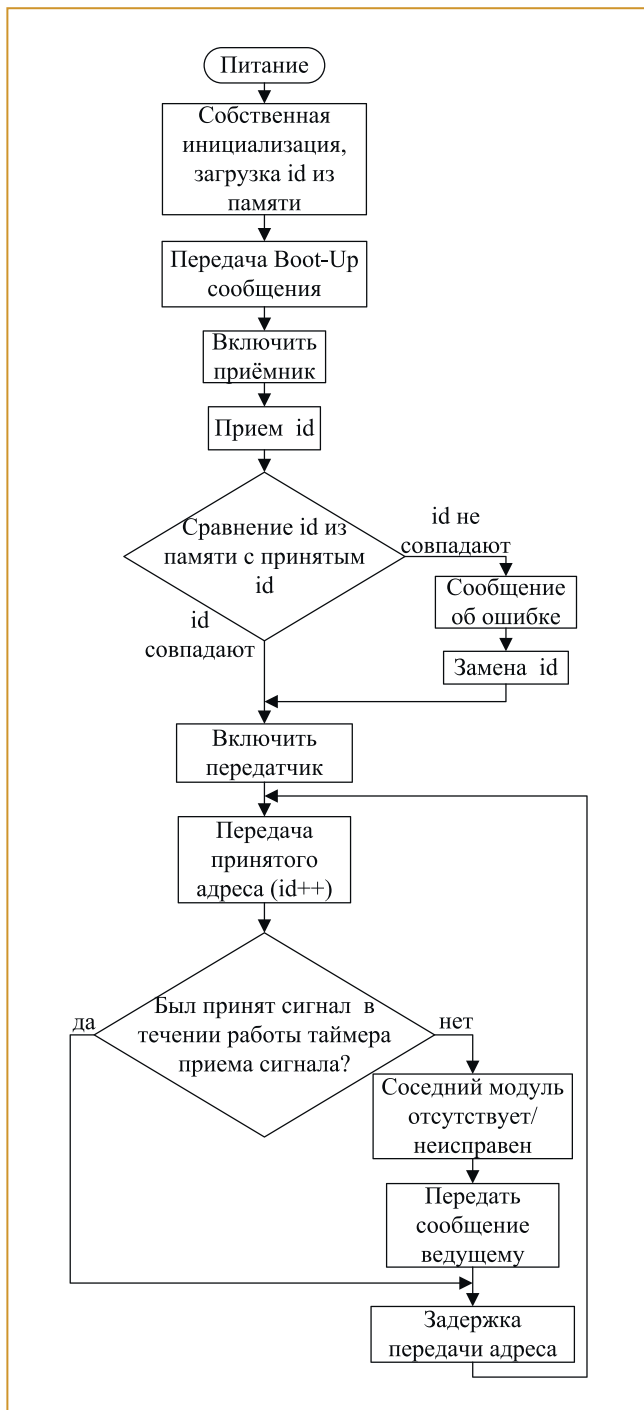 Питание
Собственная
инициализация,
загрузка id из
памяти
Передача Boot-Up
сообщения
Включить
приёмник
Прием id
Сравнение id из
памяти с принятым
id
id не
совпадают
Сообщение
об ошибке
Замена id
id
совпадают
Включить
передатчик
Передача
принятого
адреса (id++)
Был принят сигнал в
течении работы таймера
приема сигнала?
да
нет
Соседний модуль
отсутствует/
неисправен
Передать
сообщение
ведущему
Задержка
передачи адреса